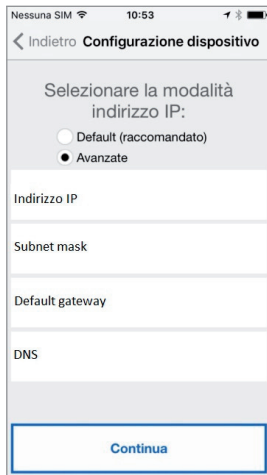 Nessuna SIM 10:53
Indietro Configurazione dispositivo
Selezionare la modalità
indirizzo IP:
Default (raccomandato)
Avanzate
Indirizzo IP
Subnet mask
Default gateway
DNS
Continua